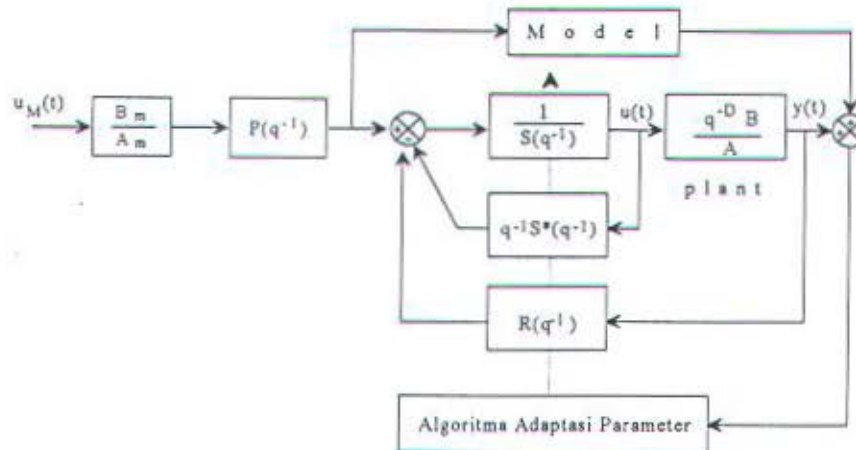 M o d e l
u_M(t)
B m
A m
P(q⁻¹)
1
S(q⁻¹)
u(t)
q⁻ᴰ B
A
y(t)
p l a n t
q⁻¹S*(q⁻¹)
R(q⁻¹)
Algoritma Adaptasi Parameter